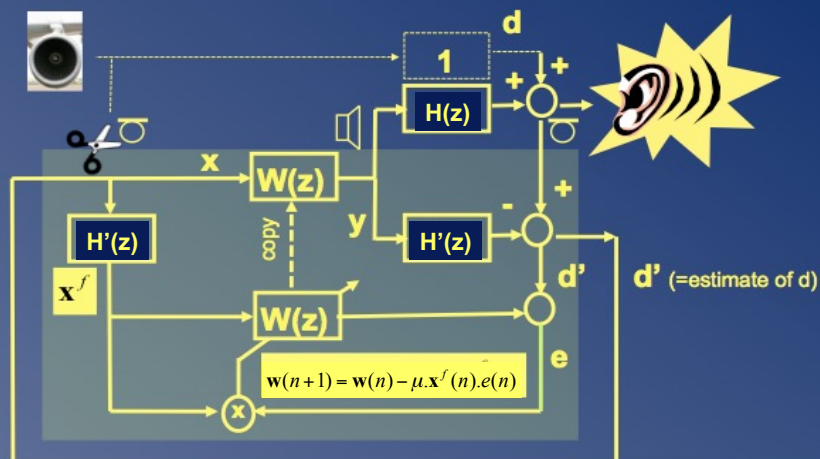 d
1
+
+
H(z)
x
W(z)
y
-
+
H'(z)
H'(z)
copy
x^f
d'
d' (=estimate of d)
W(z)
e
w(n+1) = w(n) − μ.x^f(n).e(n)
x